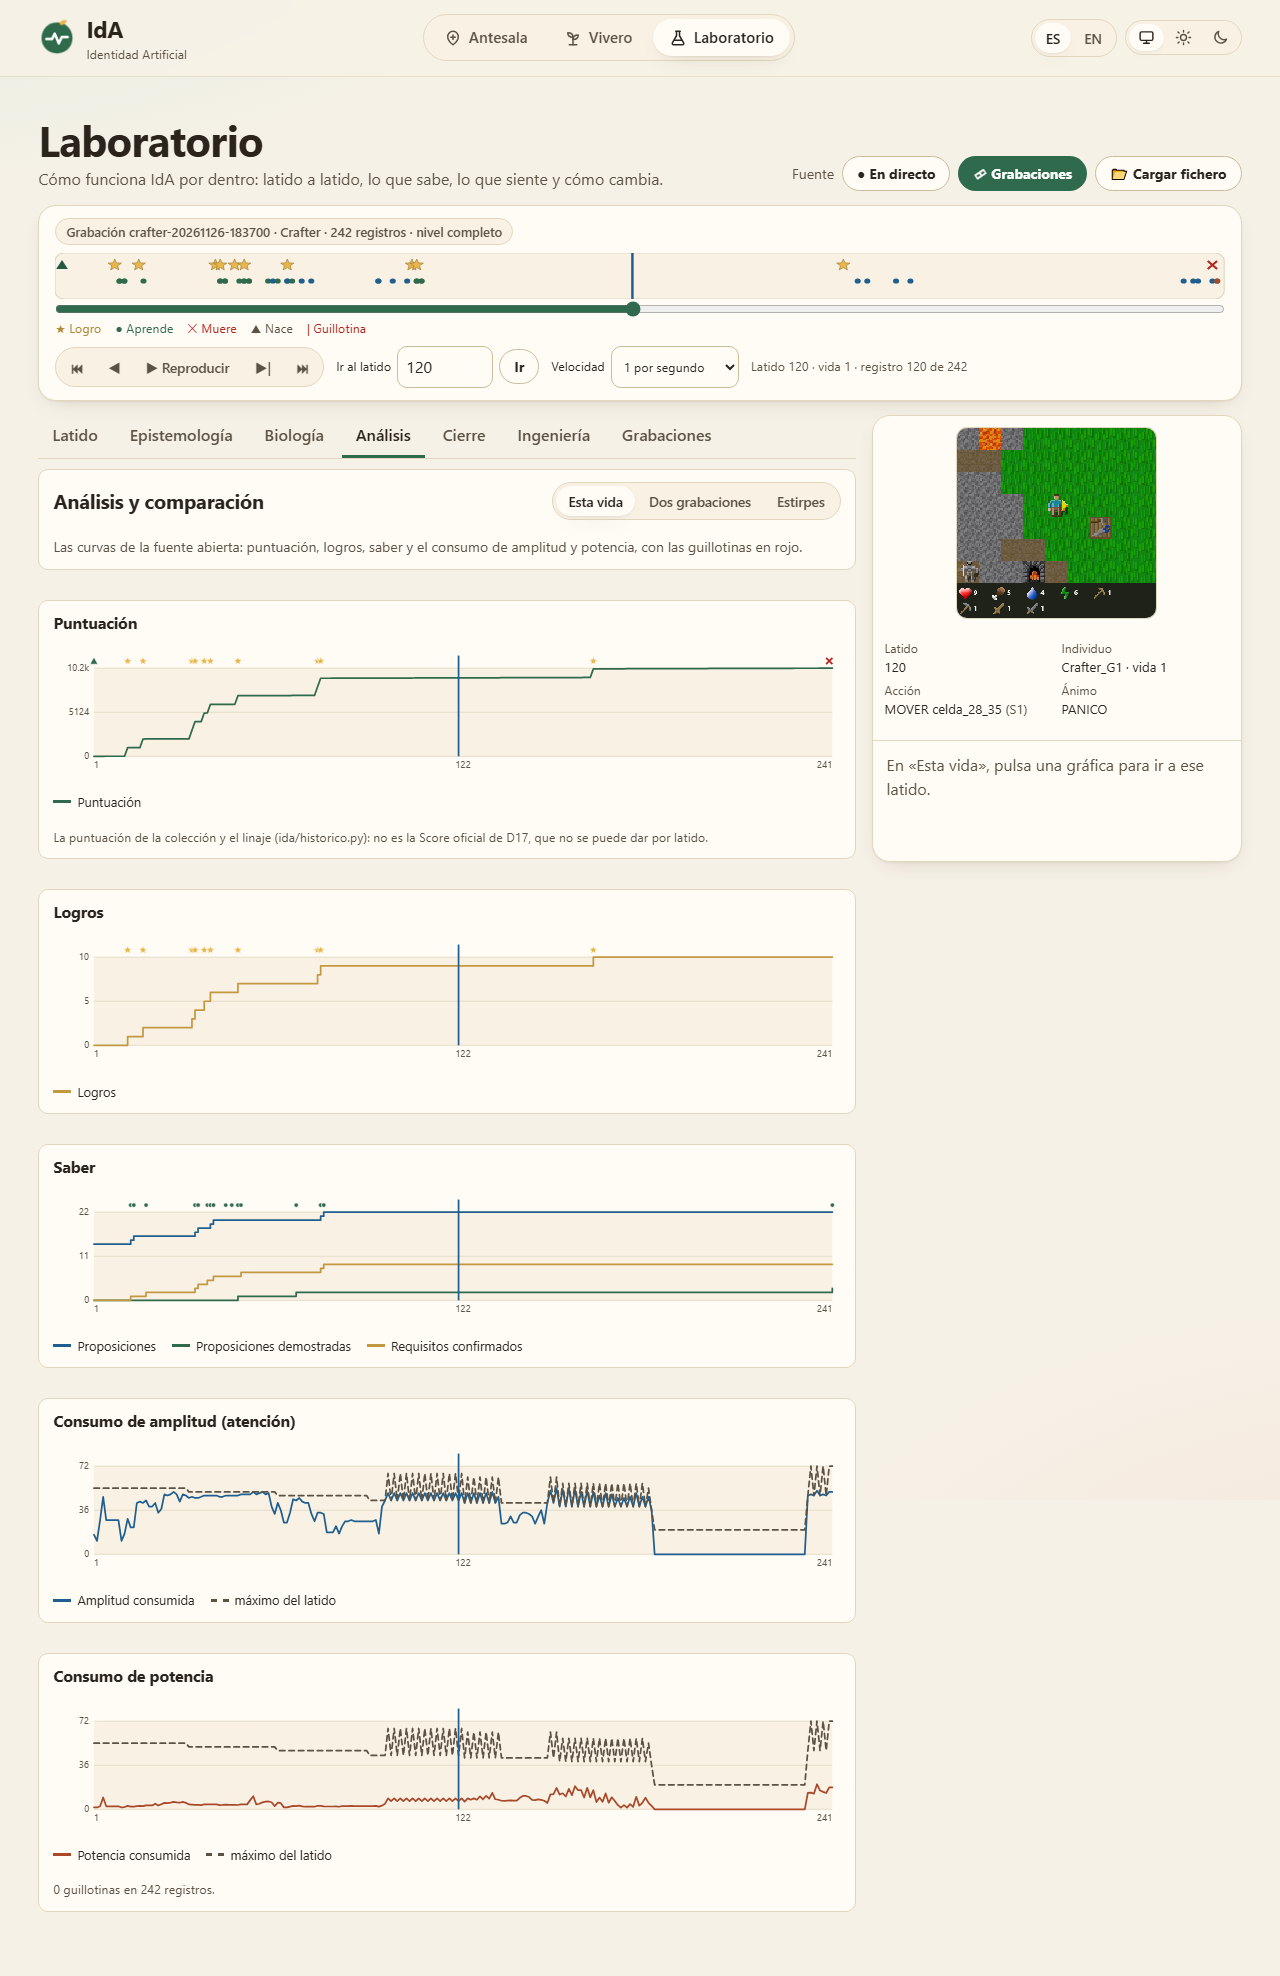 IdA
Identidad Artificial
Antesala
Vivero
Laboratorio
ES
EN
Laboratorio
Cómo funciona IdA por dentro: latido a latido, lo que sabe, lo que siente y cómo cambia.
Fuente
● En directo
Grabaciones
Cargar fichero
Grabación crafter-20261126-183700 · Crafter · 242 registros · nivel completo
★ Logro
● Aprende
Muere
▲ Nace
| Guillotina
Reproducir
Ir al latido
120
Ir
Velocidad
1 por segundo
Latido 120 · vida 1 · registro 120 de 242
Latido
Epistemología
Biología
Análisis
Cierre
Ingeniería
Grabaciones
Análisis y comparación
Esta vida
Dos grabaciones
Estirpes
Las curvas de la fuente abierta: puntuación, logros, saber y el consumo de amplitud y potencia, con las guillotinas en rojo.
9
5
4
6
1
1
1
1
Latido
120
Individuo
Crafter_G1 · vida 1
Acción
MOVER celda_28_35 (S1)
Ánimo
PANICO
En «Esta vida», pulsa una gráfica para ir a ese
latido.
Puntuación
10.2k
5124
0
1
122
241
Puntuación
La puntuación de la colección y el linaje (ida/historico.py): no es la Score oficial de D17, que no se puede dar por latido.
Logros
10
5
0
1
122
241
Logros
Saber
22
11
0
1
122
241
Proposiciones
Proposiciones demostradas
Requisitos confirmados
Consumo de amplitud (atención)
72
36
0
1
122
241
Amplitud consumida
máximo del latido
Consumo de potencia
72
36
0
1
122
241
Potencia consumida
máximo del latido
0 guillotinas en 242 registros.